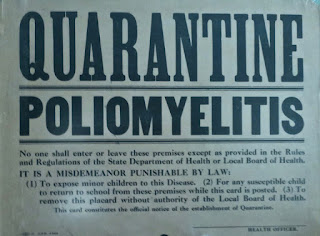 QUARANTINE
POLIOMYELITIS
No one shall enter or leave these premises except as provided in the Rules
and Regulations of the State Department of Health or Local Board of Health.
IT IS A MISDEMEANOR PUNISHABLE BY LAW;
(1) To expose minor children to this Disease. (2) For any susceptible child
to return to school from these premises while this card is posted. (3) To
remove this placard without authority of the Local Board of Health.
This card constitutes the official notice of the establishment of Quarantine.
HEALTH OFFICER.